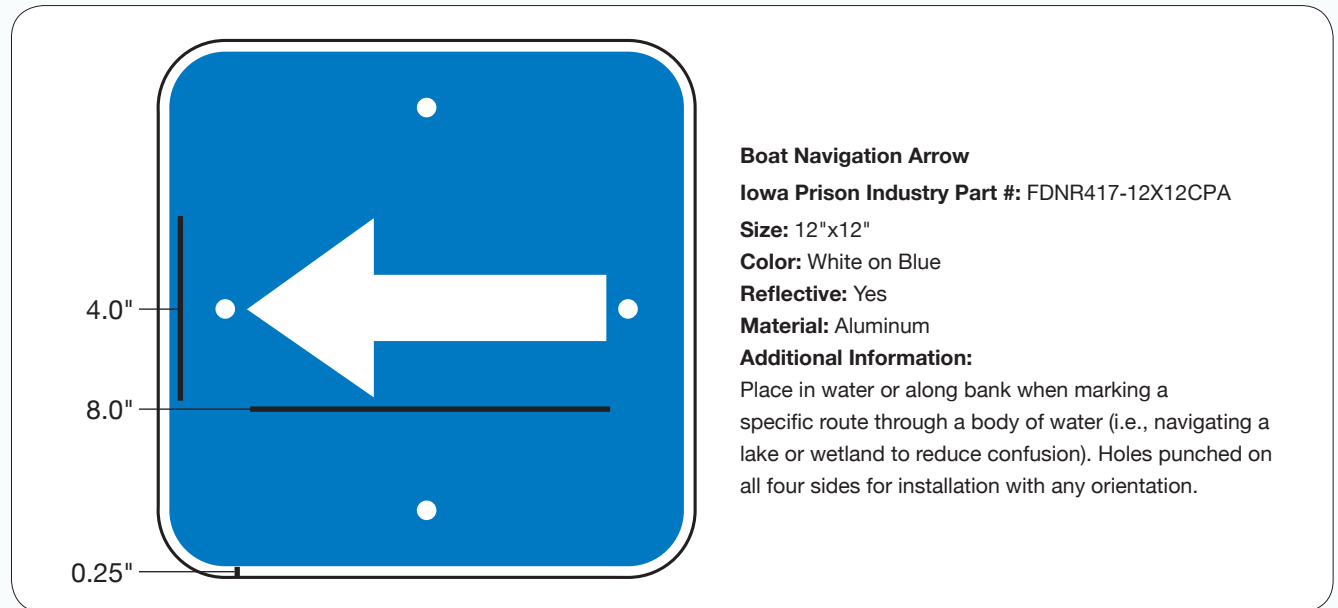 4.0"
8.0"
0.25"
Boat Navigation Arrow
Iowa Prison Industry Part #: FDNR417-12X12CPA
Size: 12"x12"
Color: White on Blue
Reflective: Yes
Material: Aluminum
Additional Information:
Place in water or along bank when marking a
specific route through a body of water (i.e., navigating a
lake or wetland to reduce confusion). Holes punched on
all four sides for installation with any orientation.